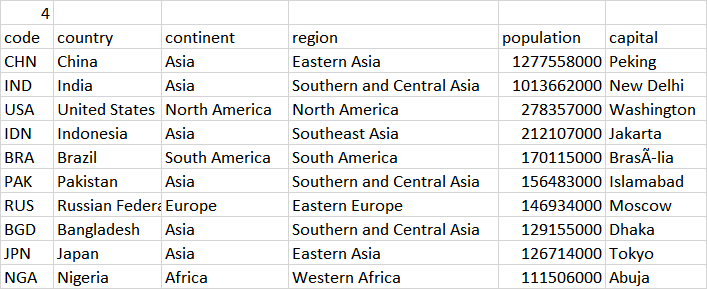 4
code country continent region population capital
CHN China Asia Eastern Asia 1277558000 Peking
IND India Asia Southern and Central Asia 1013662000 New Delhi
USA United States North America North America 278357000 Washington
IDN Indonesia Asia Southeast Asia 212107000 Jakarta
BRA Brazil South America South America 170115000 BrasÃ-lia
PAK Pakistan Asia Southern and Central Asia 156483000 Islamabad
RUS Russian Federa Europe Eastern Europe 146934000 Moscow
BGD Bangladesh Asia Southern and Central Asia 129155000 Dhaka
JPN Japan Asia Eastern Asia 126714000 Tokyo
NGA Nigeria Africa Western Africa 111506000 Abuja